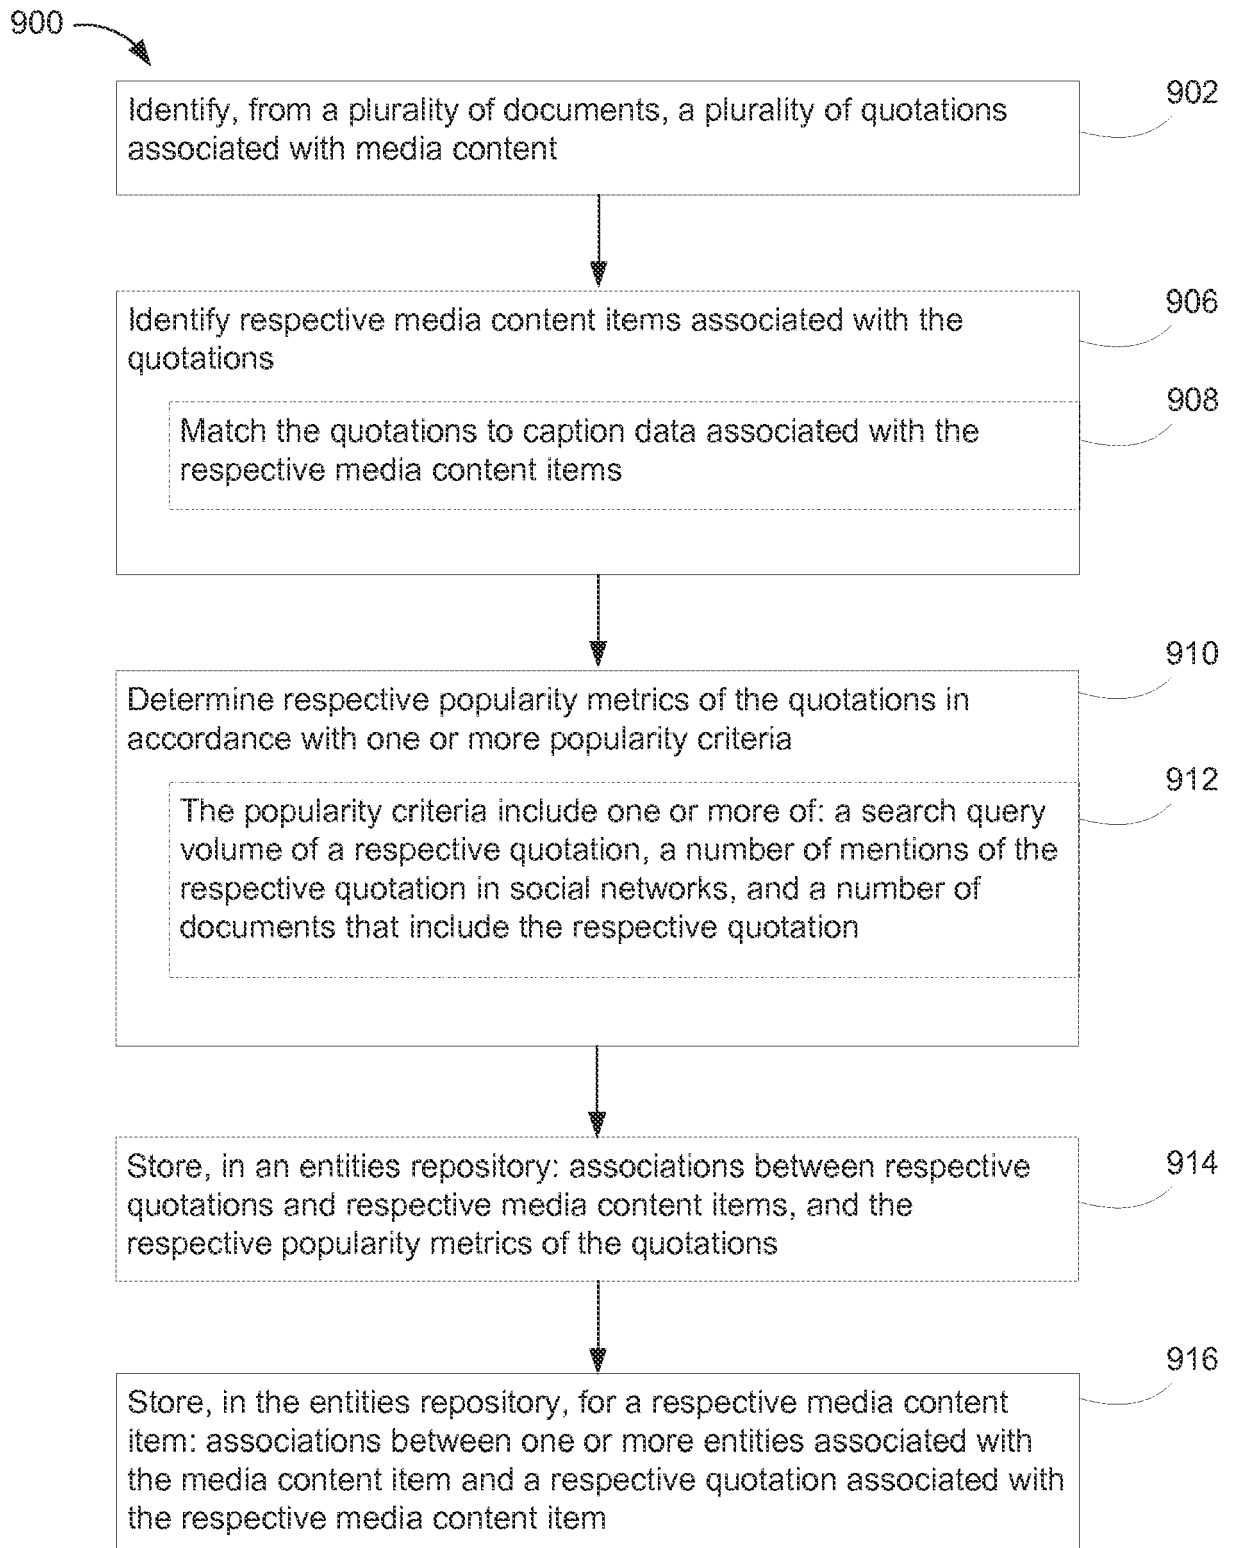 900
902
Identify, from a plurality of documents, a plurality of quotations
associated with media content
906
Identify respective media content items associated with the
quotations
908
Match the quotations to caption data associated with the
respective media content items
910
Determine respective popularity metrics of the quotations in
accordance with one or more popularity criteria
912
The popularity criteria include one or more of: a search query
volume of a respective quotation, a number of mentions of the
respective quotation in social networks, and a number of
documents that include the respective quotation
914
Store, in an entities repository: associations between respective
quotations and respective media content items, and the
respective popularity metrics of the quotations
916
Store, in the entities repository, for a respective media content
item: associations between one or more entities associated with
the media content item and a respective quotation associated with
the respective media content item